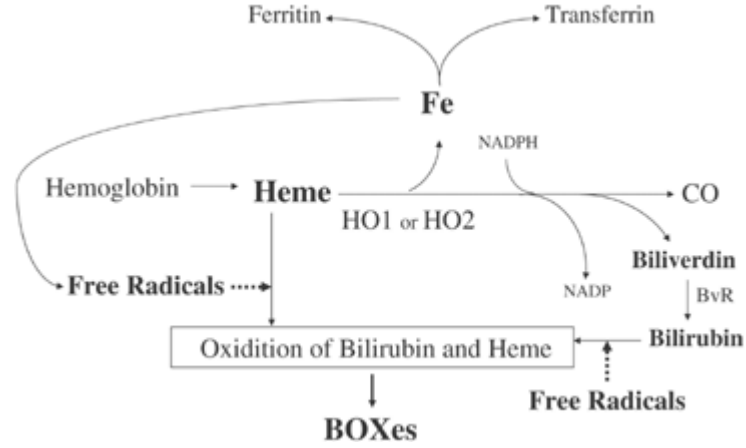 Ferritin
Transferrin
Fe
NADPH
Hemoglobin
Heme
CO
HO1 or HO2
Biliverdin
Free Radicals
NADP
BvR
Bilirubin
Oxidition of Bilirubin and Heme
Free Radicals
BOXes